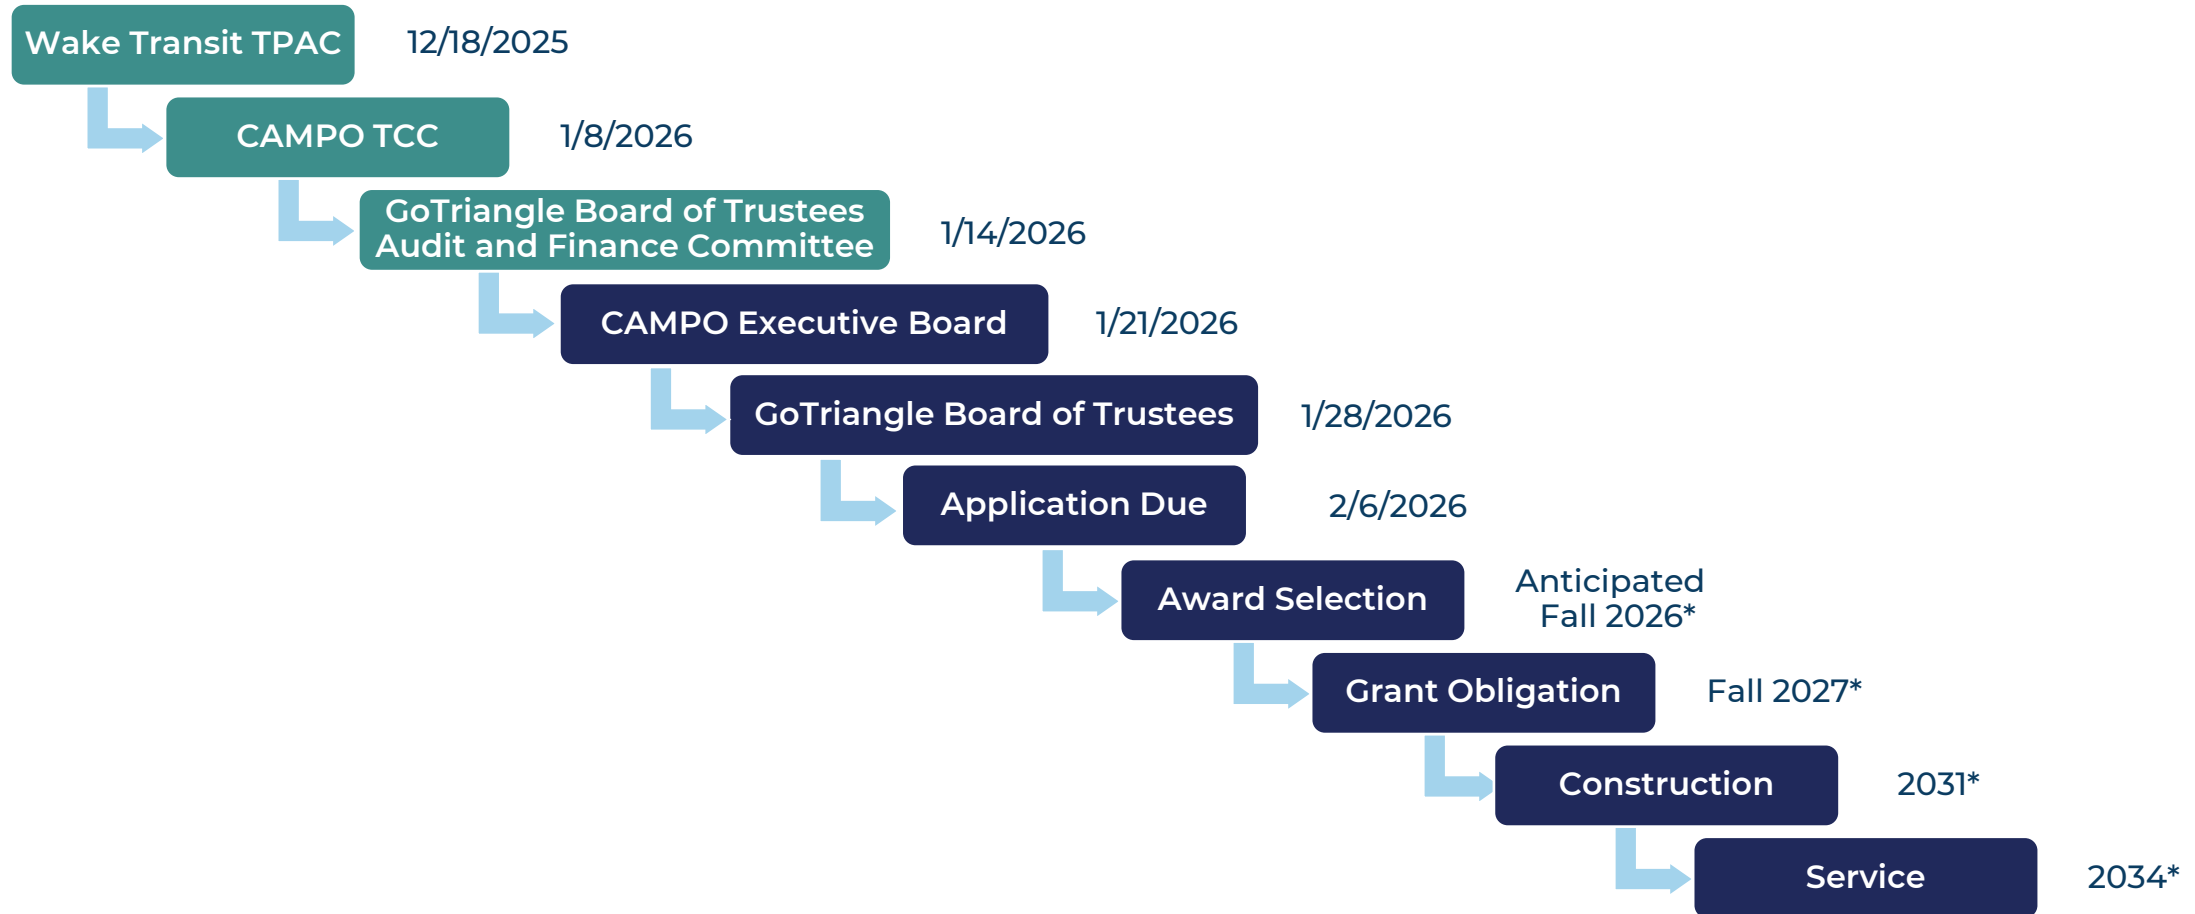 Wake Transit TPAC
12/18/2025
CAMPO TCC
1/8/2026
GoTriangle Board of Trustees
Audit and Finance Committee
1/14/2026
CAMPO Executive Board
1/21/2026
GoTriangle Board of Trustees
1/28/2026
Application Due
2/6/2026
Award Selection
Anticipated
Fall 2026*
Grant Obligation
Fall 2027*
Construction
2031*
Service
2034*